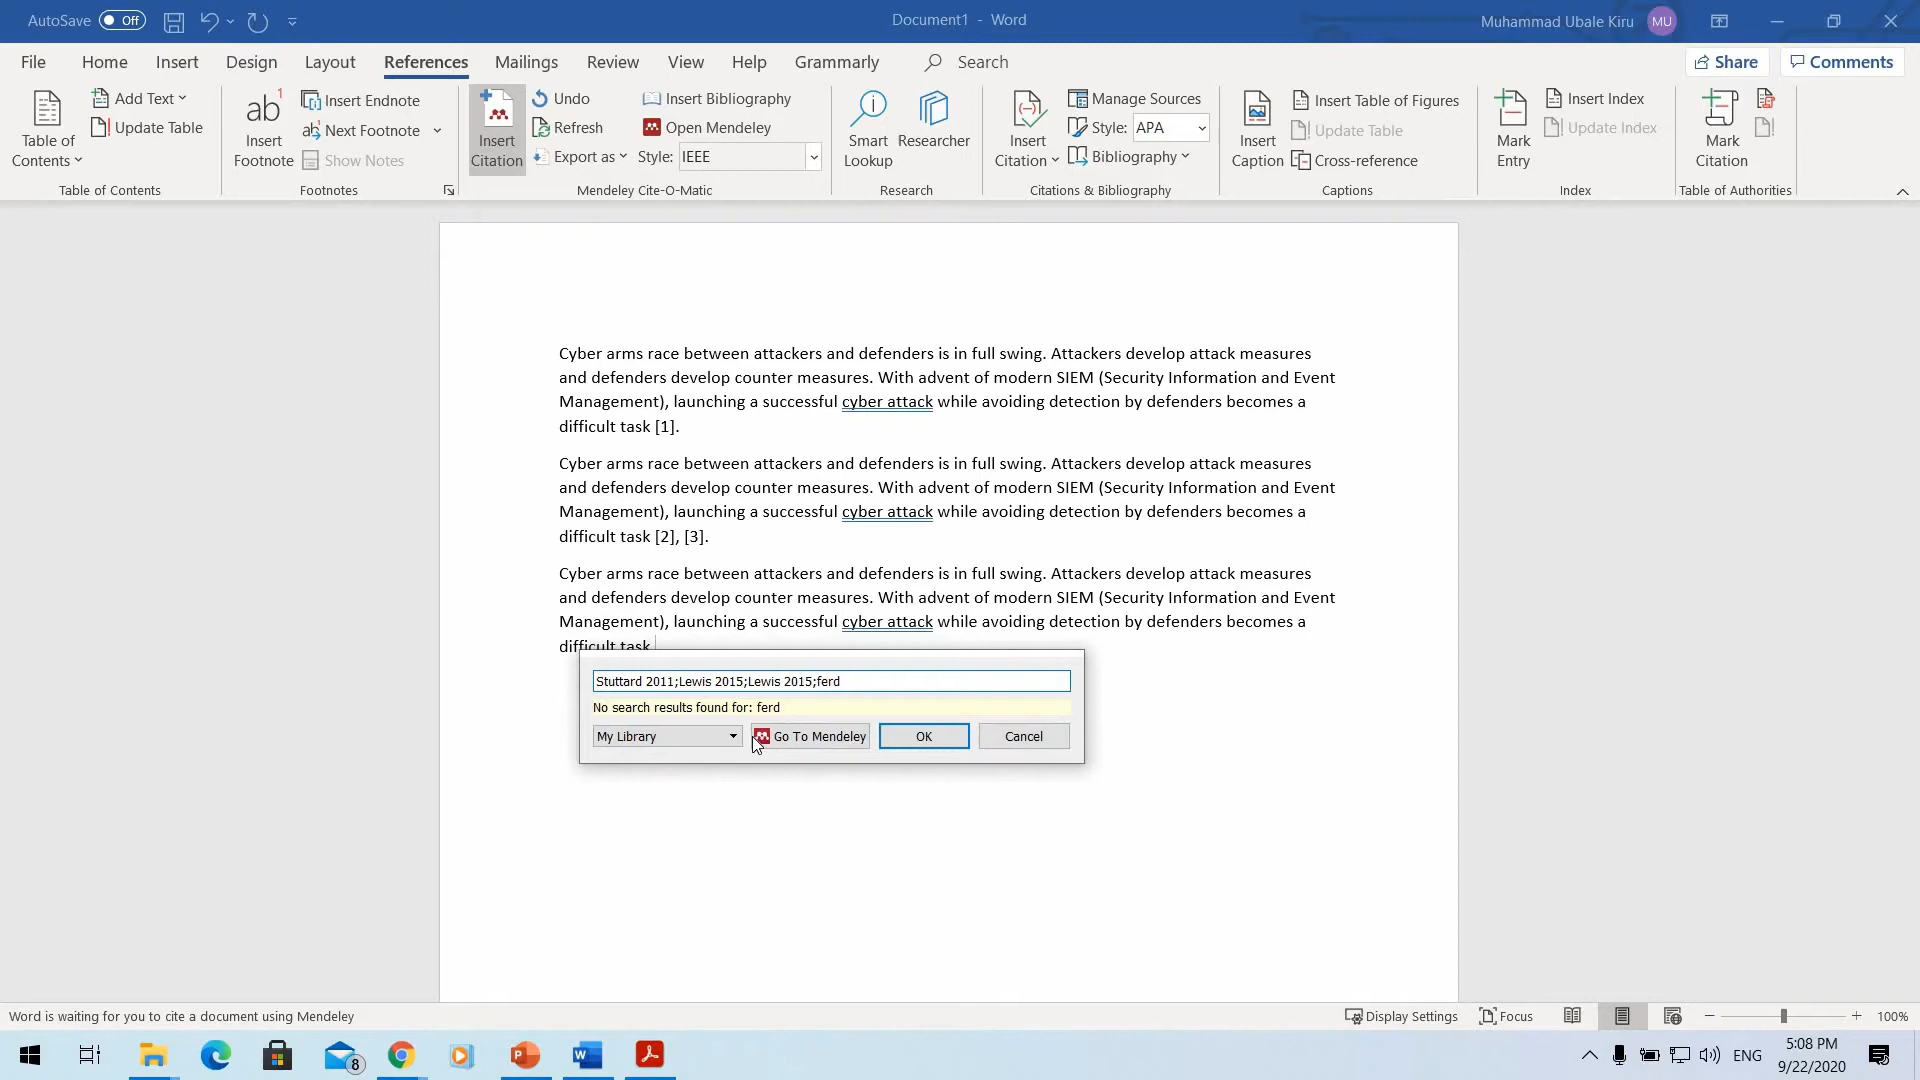 AutoSave Off
Document1 - Word
Muhammad Ubale Kiru MU
File Home Insert Design Layout References Mailings Review View Help Grammarly Search
Share Comments
Table of Contents
Add Text
Update Table
Table of Contents
ab1
Insert Footnote
Insert Endnote
Next Footnote
Show Notes
Footnotes
Insert Citation
Undo
Refresh
Export as
Insert Bibliography
Open Mendeley
Style: IEEE
Mendeley Cite-O-Matic
Smart Lookup
Researcher
Research
Insert Citation
Manage Sources
Style: APA
Bibliography
Citations & Bibliography
Insert Caption
Insert Table of Figures
Update Table
Cross-reference
Captions
Mark Entry
Insert Index
Update Index
Index
Mark Citation
Table of Authorities
Cyber arms race between attackers and defenders is in full swing. Attackers develop attack measures
and defenders develop counter measures. With advent of modern SIEM (Security Information and Event
Management), launching a successful cyber attack while avoiding detection by defenders becomes a
difficult task [1].
Cyber arms race between attackers and defenders is in full swing. Attackers develop attack measures
and defenders develop counter measures. With advent of modern SIEM (Security Information and Event
Management), launching a successful cyber attack while avoiding detection by defenders becomes a
difficult task [2], [3].
Cyber arms race between attackers and defenders is in full swing. Attackers develop attack measures
and defenders develop counter measures. With advent of modern SIEM (Security Information and Event
Management), launching a successful cyber attack while avoiding detection by defenders becomes a
difficult task
Stuttard 2011;Lewis 2015;Lewis 2015;ferd
No search results found for: ferd
My Library Go To Mendeley OK Cancel
Word is waiting for you to cite a document using Mendeley
Display Settings Focus 100%
8
ENG
5:08 PM
9/22/2020